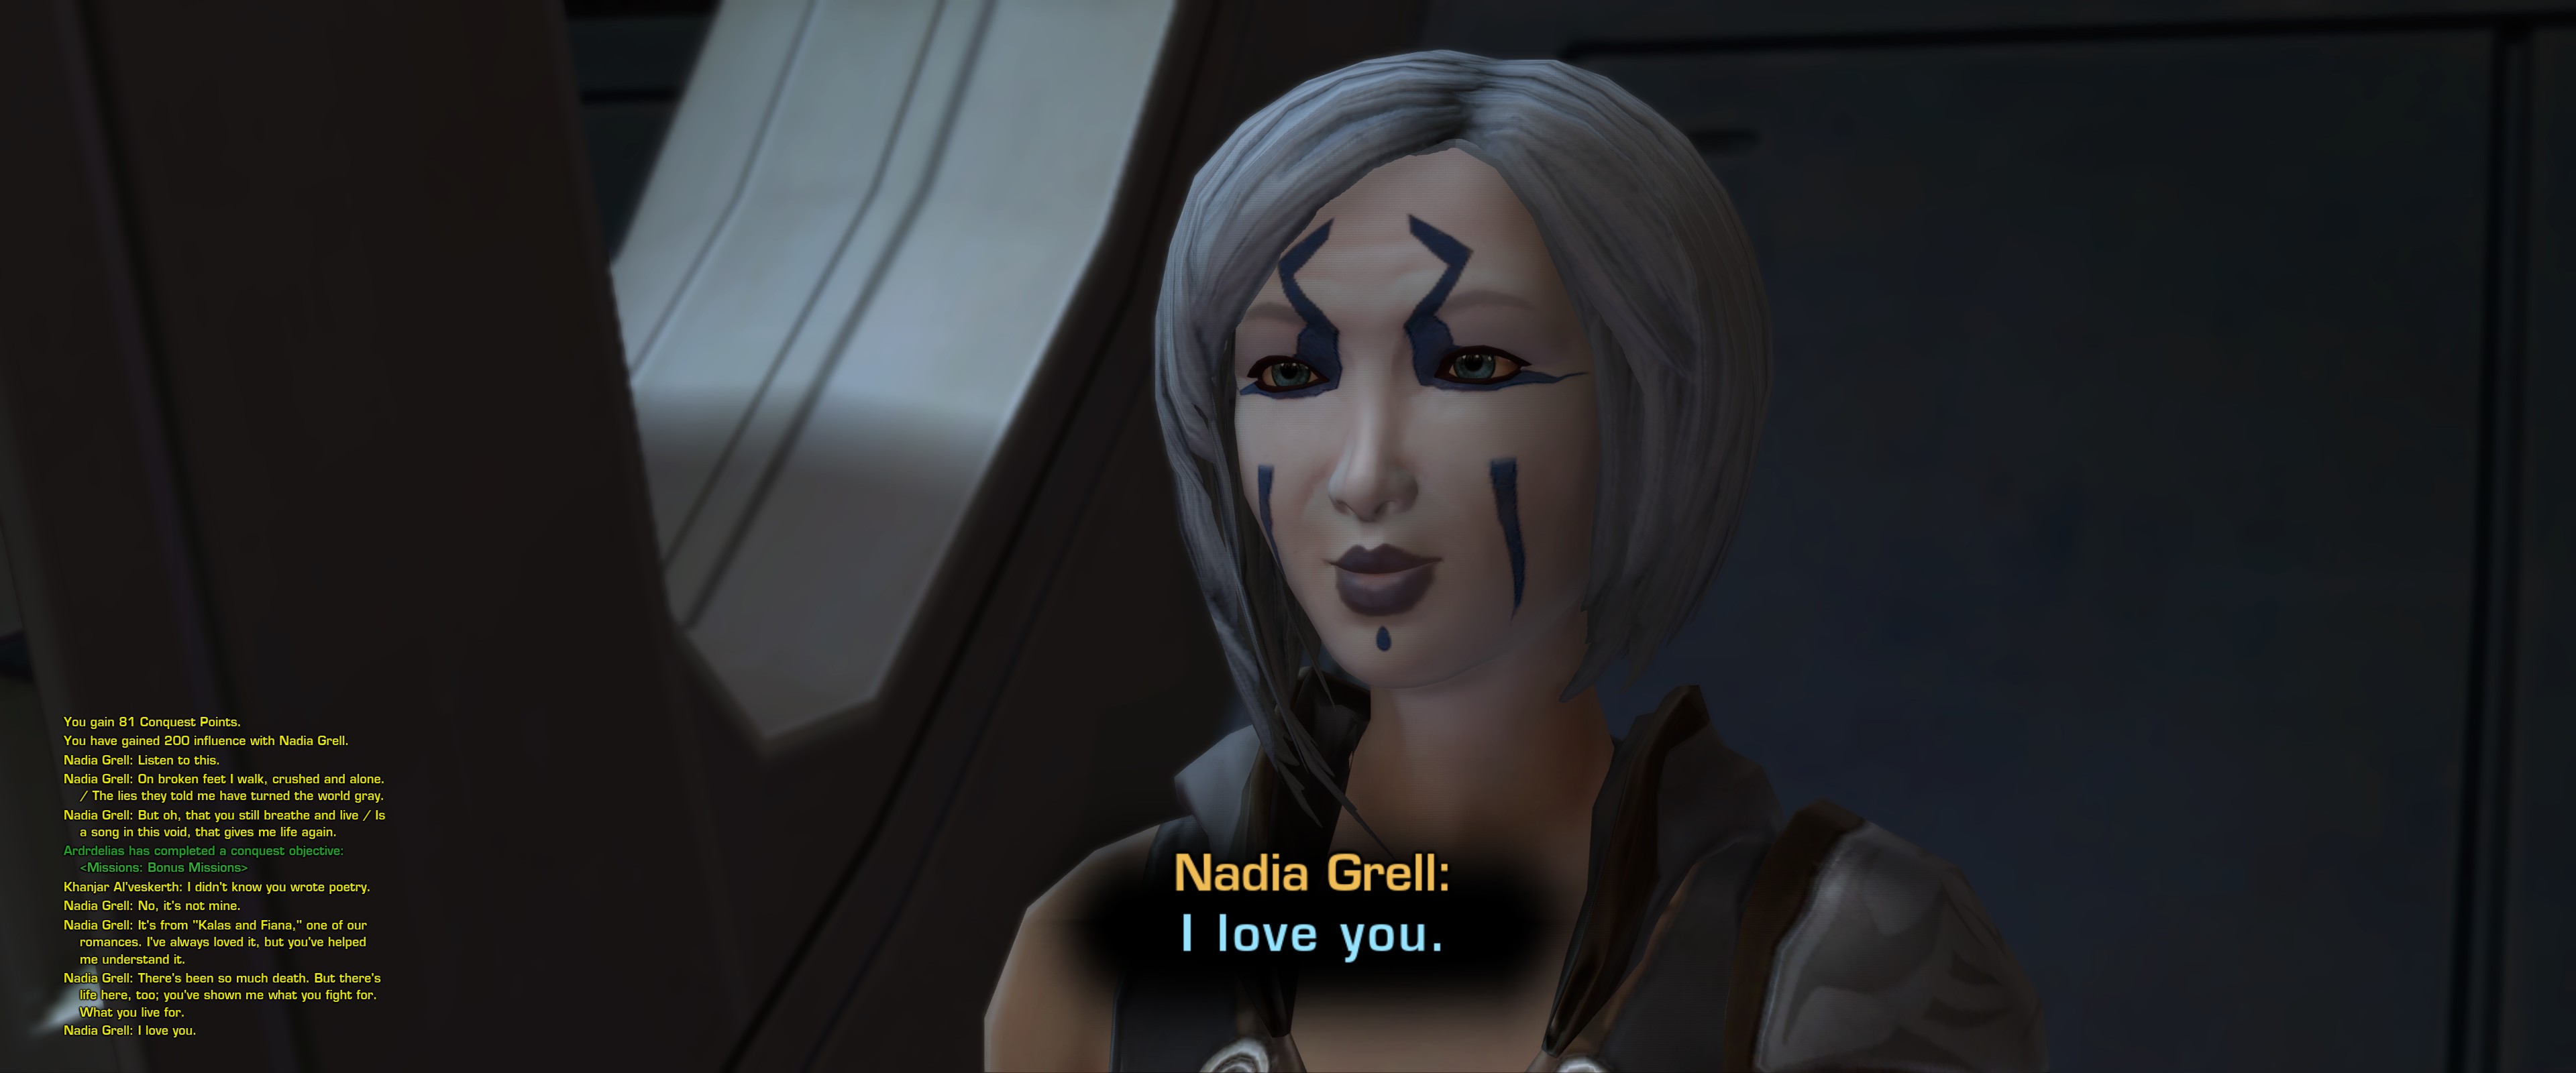 You gain 81 Conquest Points.
You have gained 200 influence with Nadia Grell.
Nadia Grell: Listen to this.
Nadia Grell: On broken feet I walk, crushed and alone.
/ The lies they told me have turned the world gray.
Nadia Grell: But oh, that you still breathe and live / Is
a song in this void, that gives me life again.
Ardrdelias has completed a conquest objective:
<Missions: Bonus Missions>
Khanjar Al'veskerth: I didn't know you wrote poetry.
Nadia Grell: No, it's not mine.
Nadia Grell: It's from "Kalas and Fiana," one of our
romances. I've always loved it, but you've helped
me understand it.
Nadia Grell: There's been so much death. But there's
life here, too; you've shown me what you fight for.
What you live for.
Nadia Grell: I love you.
Nadia Grell:
I love you.